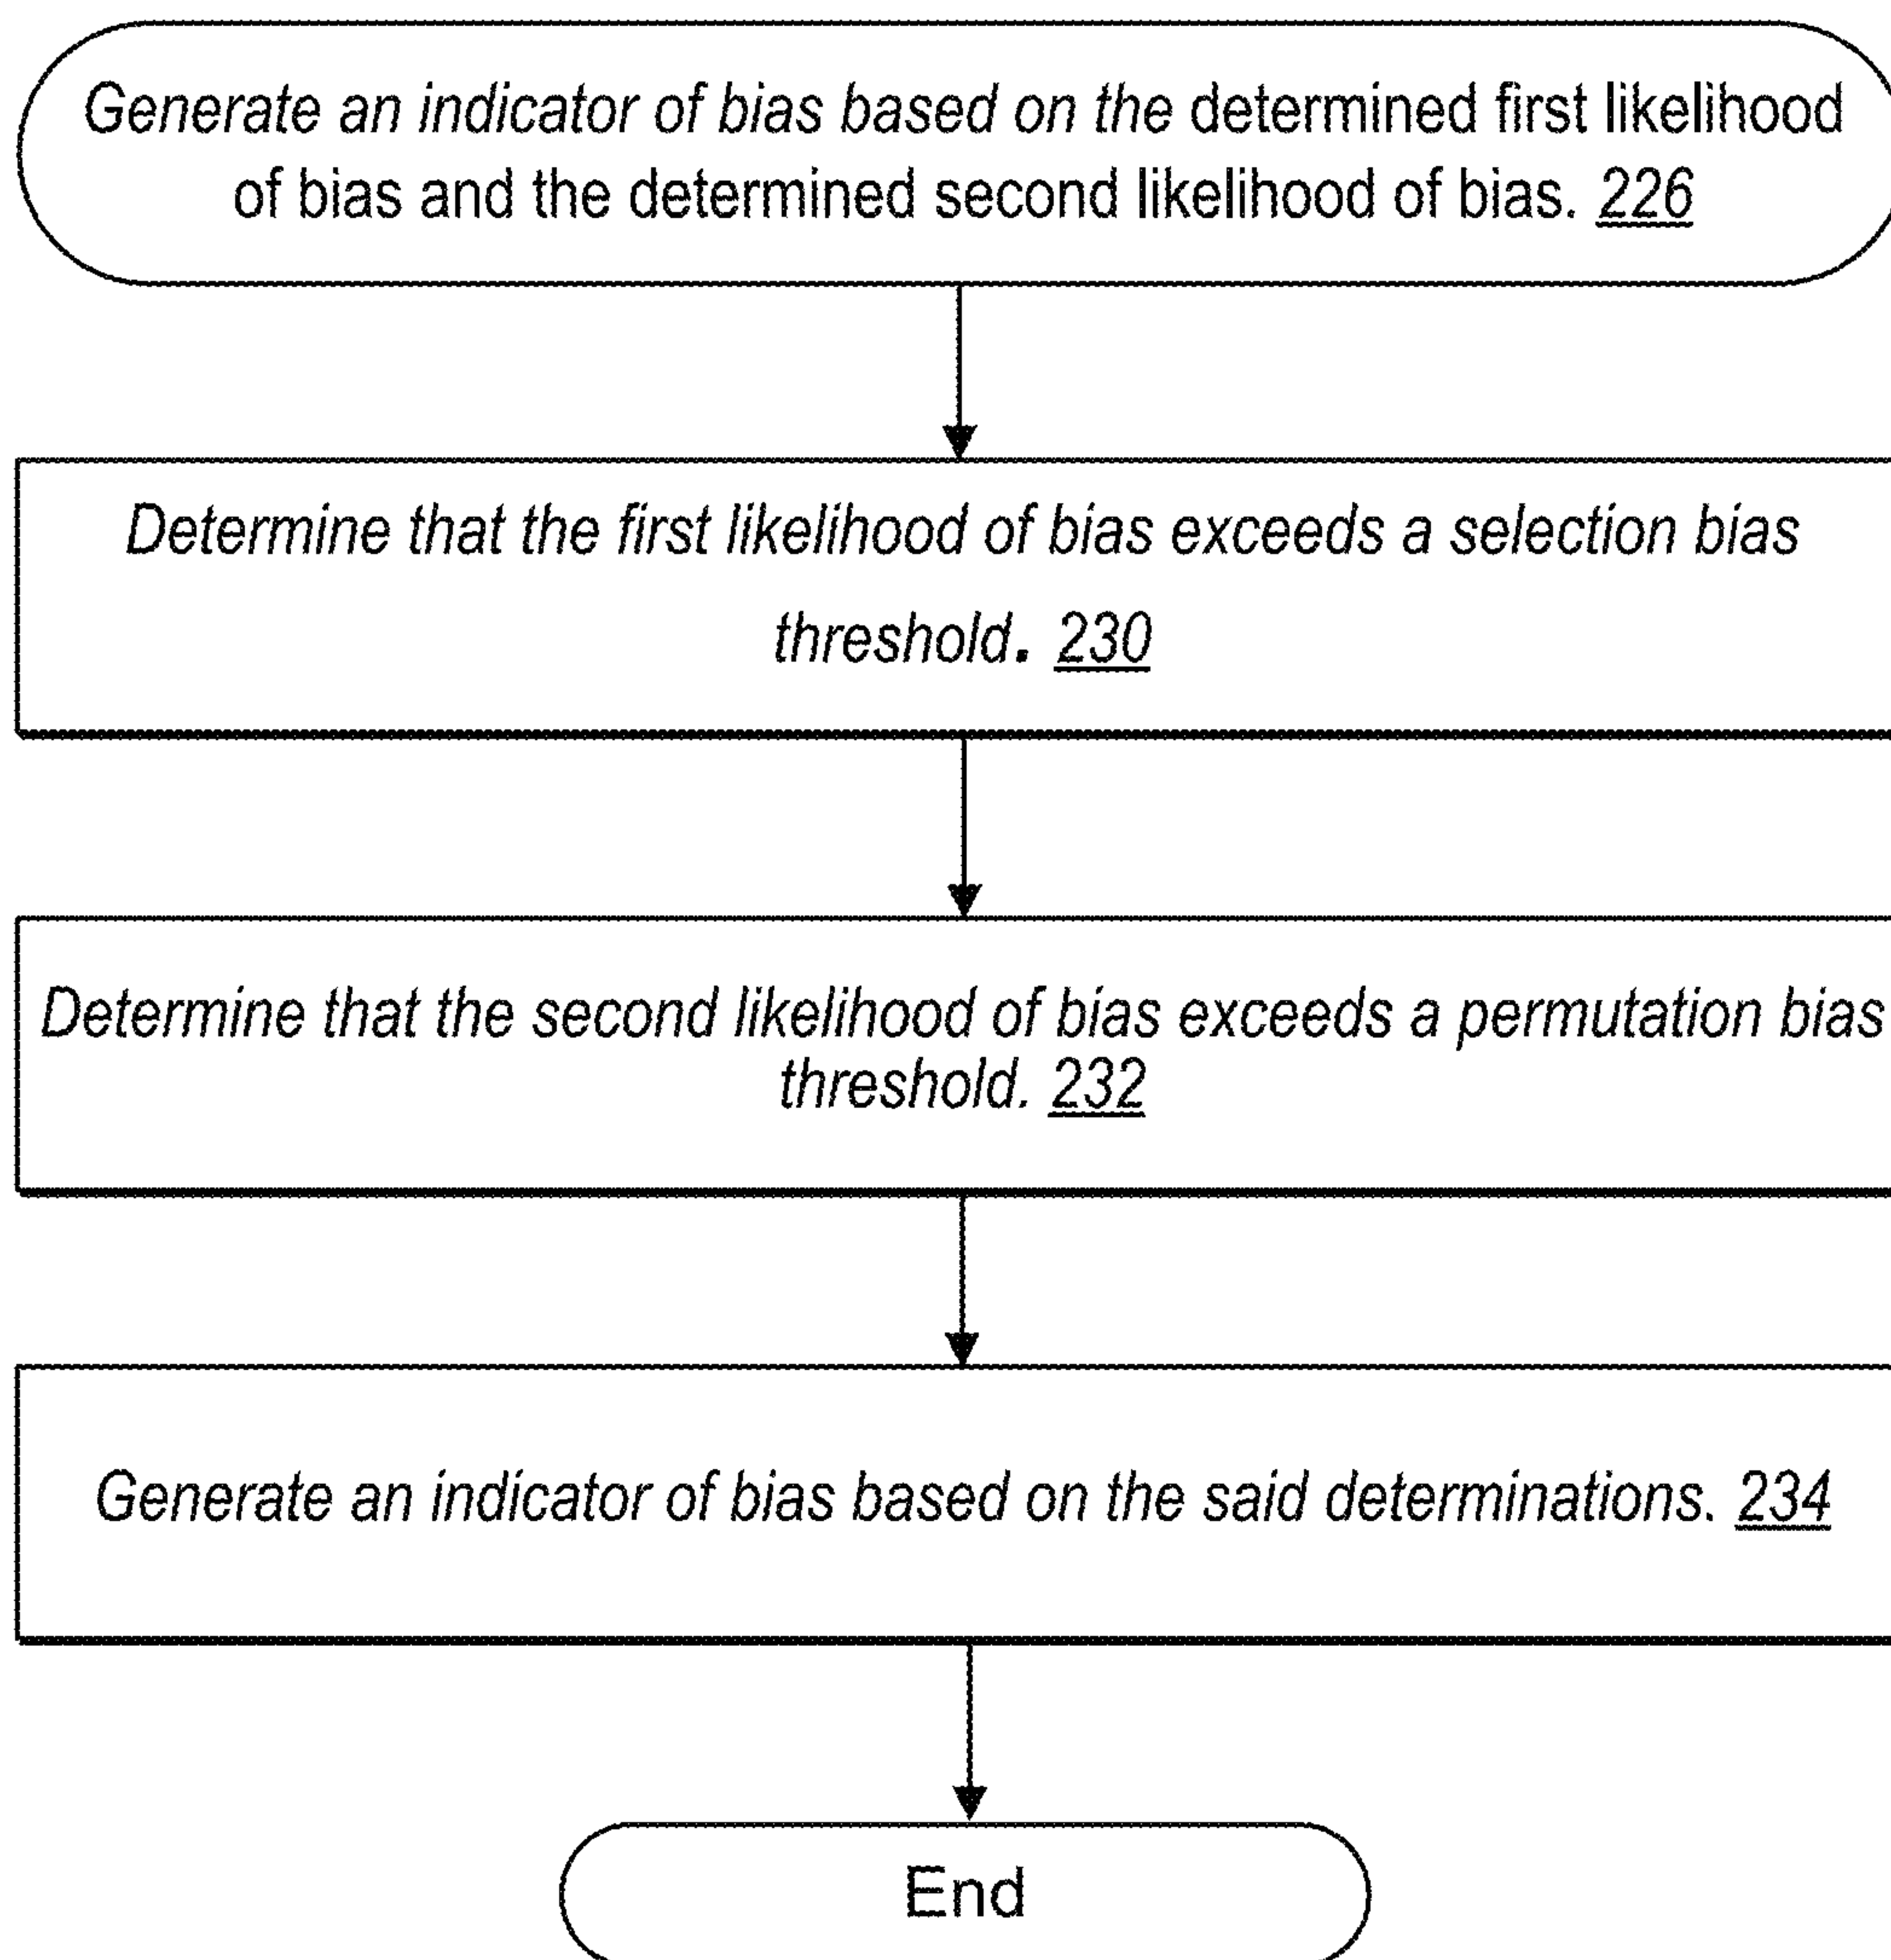 Generate an indicator of bias based on the determined first likelihood
of bias and the determined second likelihood of bias. 226
Determine that the first likelihood of bias exceeds a selection bias
threshold. 230
Determine that the second likelihood of bias exceeds a permutation bias
threshold. 232
Generate an indicator of bias based on the said determinations. 234
End